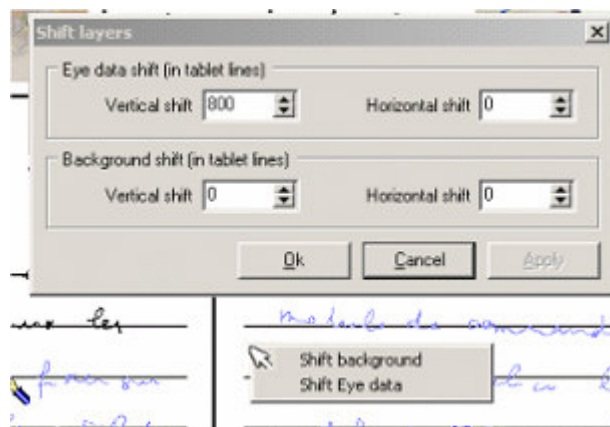 Shift layers
Eye data shift (in tablet lines)
Vertical shift 800 Horizontal shift 0
Background shift (in tablet lines)
Vertical shift 0 Horizontal shift 0
Ok Cancel Apply
les
Shift background
Shift Eye data